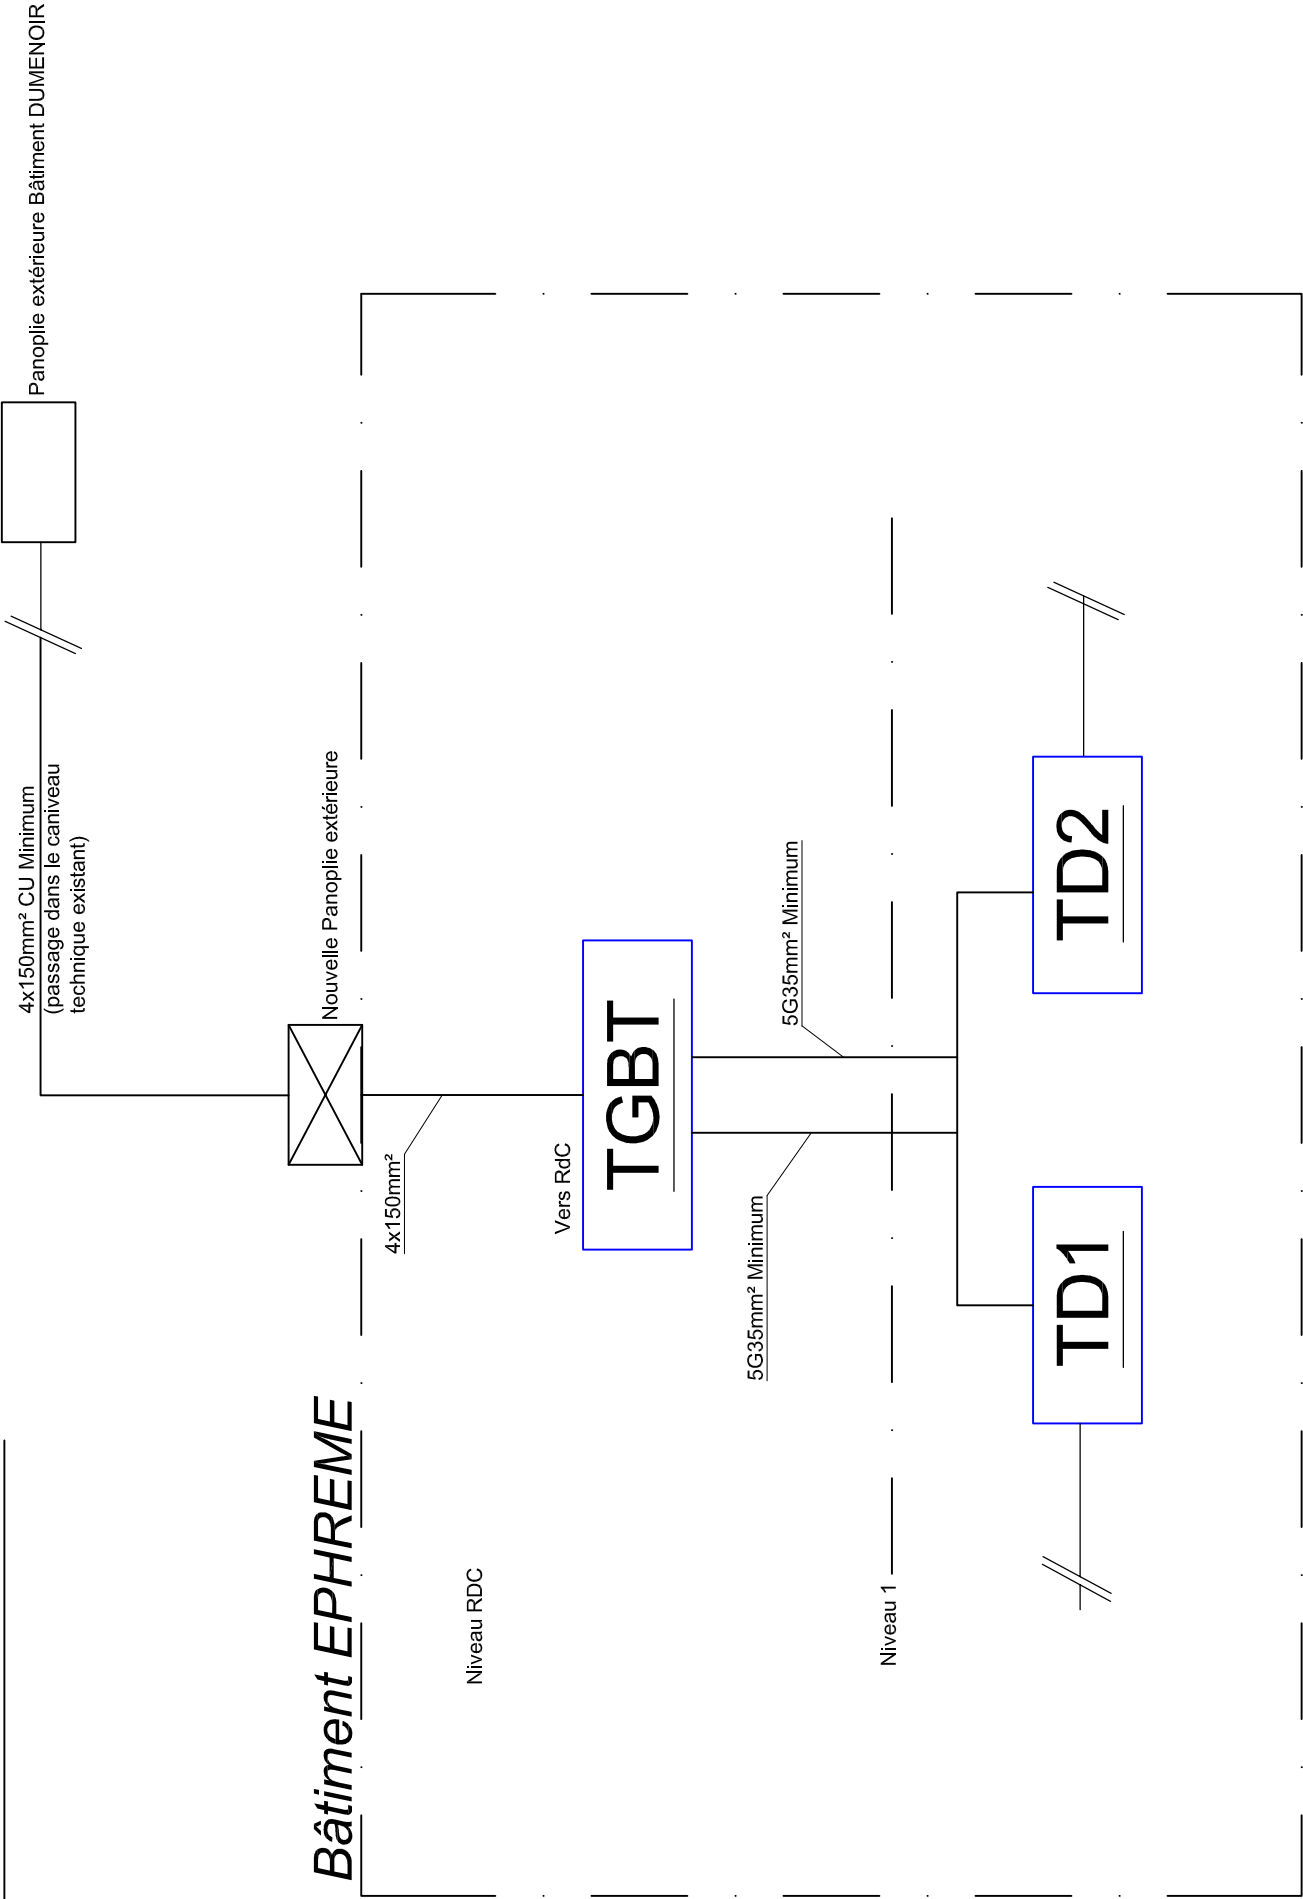 Panoplie extérieure Bâtiment DUMENOIR
4x150mm² CU Minimum
(passage dans le caniveau
technique existant)
Nouvelle Panoplie extérieure
Bâtiment EPHREME
4x150mm²
Niveau RDC
Vers RdC
TGBT
5G35mm² Minimum
5G35mm² Minimum
Niveau 1
TD1
TD2